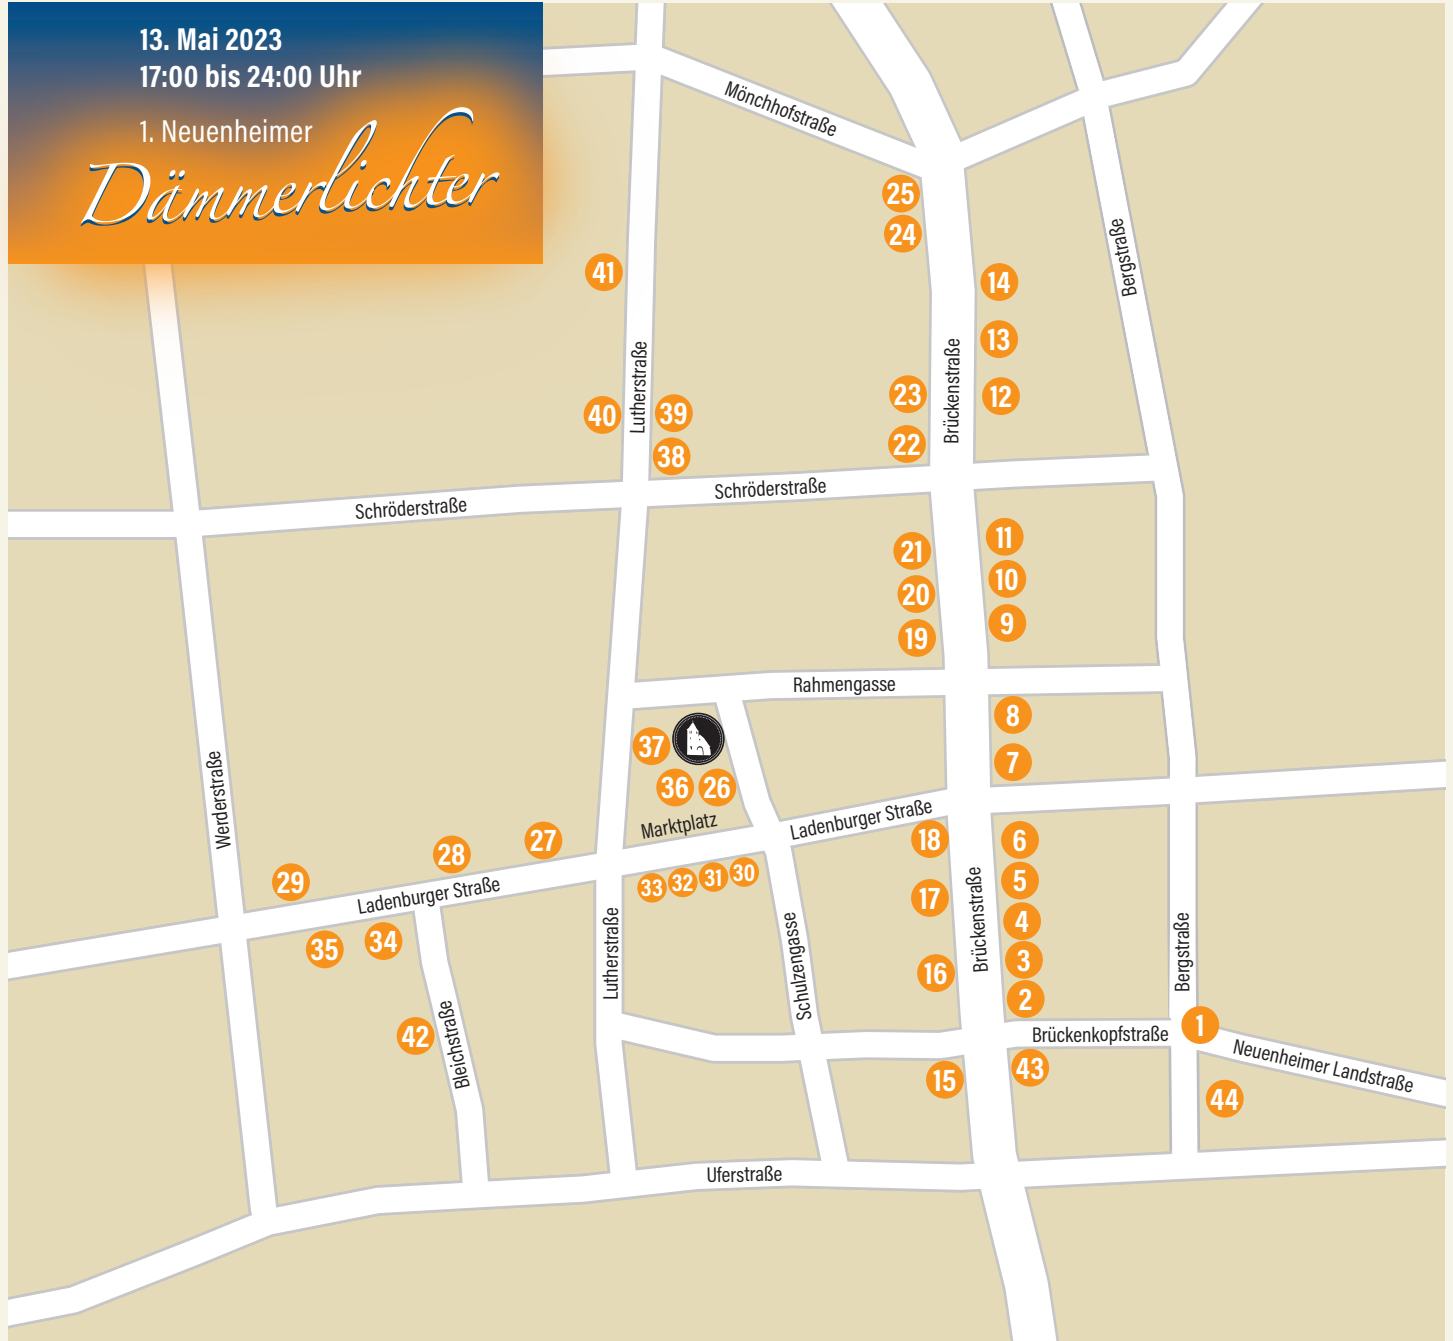 13. Mai 2023
17:00 bis 24:00 Uhr
1. Neuenheimer
Dämmerlichter
Mönchhofstraße
25
24
41
14
Bergstraße
13
Lutherstraße
Brückenstraße
23
12
40
39
22
38
Schröderstraße
Schröderstraße
21
11
20
10
19
9
Rahmengasse
8
37
7
36
26
Werderstraße
Marktplatz
Ladenburger Straße
27
28
18
6
29
33
32
31
30
5
Ladenburger Straße
17
4
35
34
Lutherstraße
Schulzengasse
16
Brückenstraße
3
Bergstraße
2
42
Bleichstraße
Brückenkopfstraße
1
Neuenheimer Landstraße
15
43
44
Uferstraße